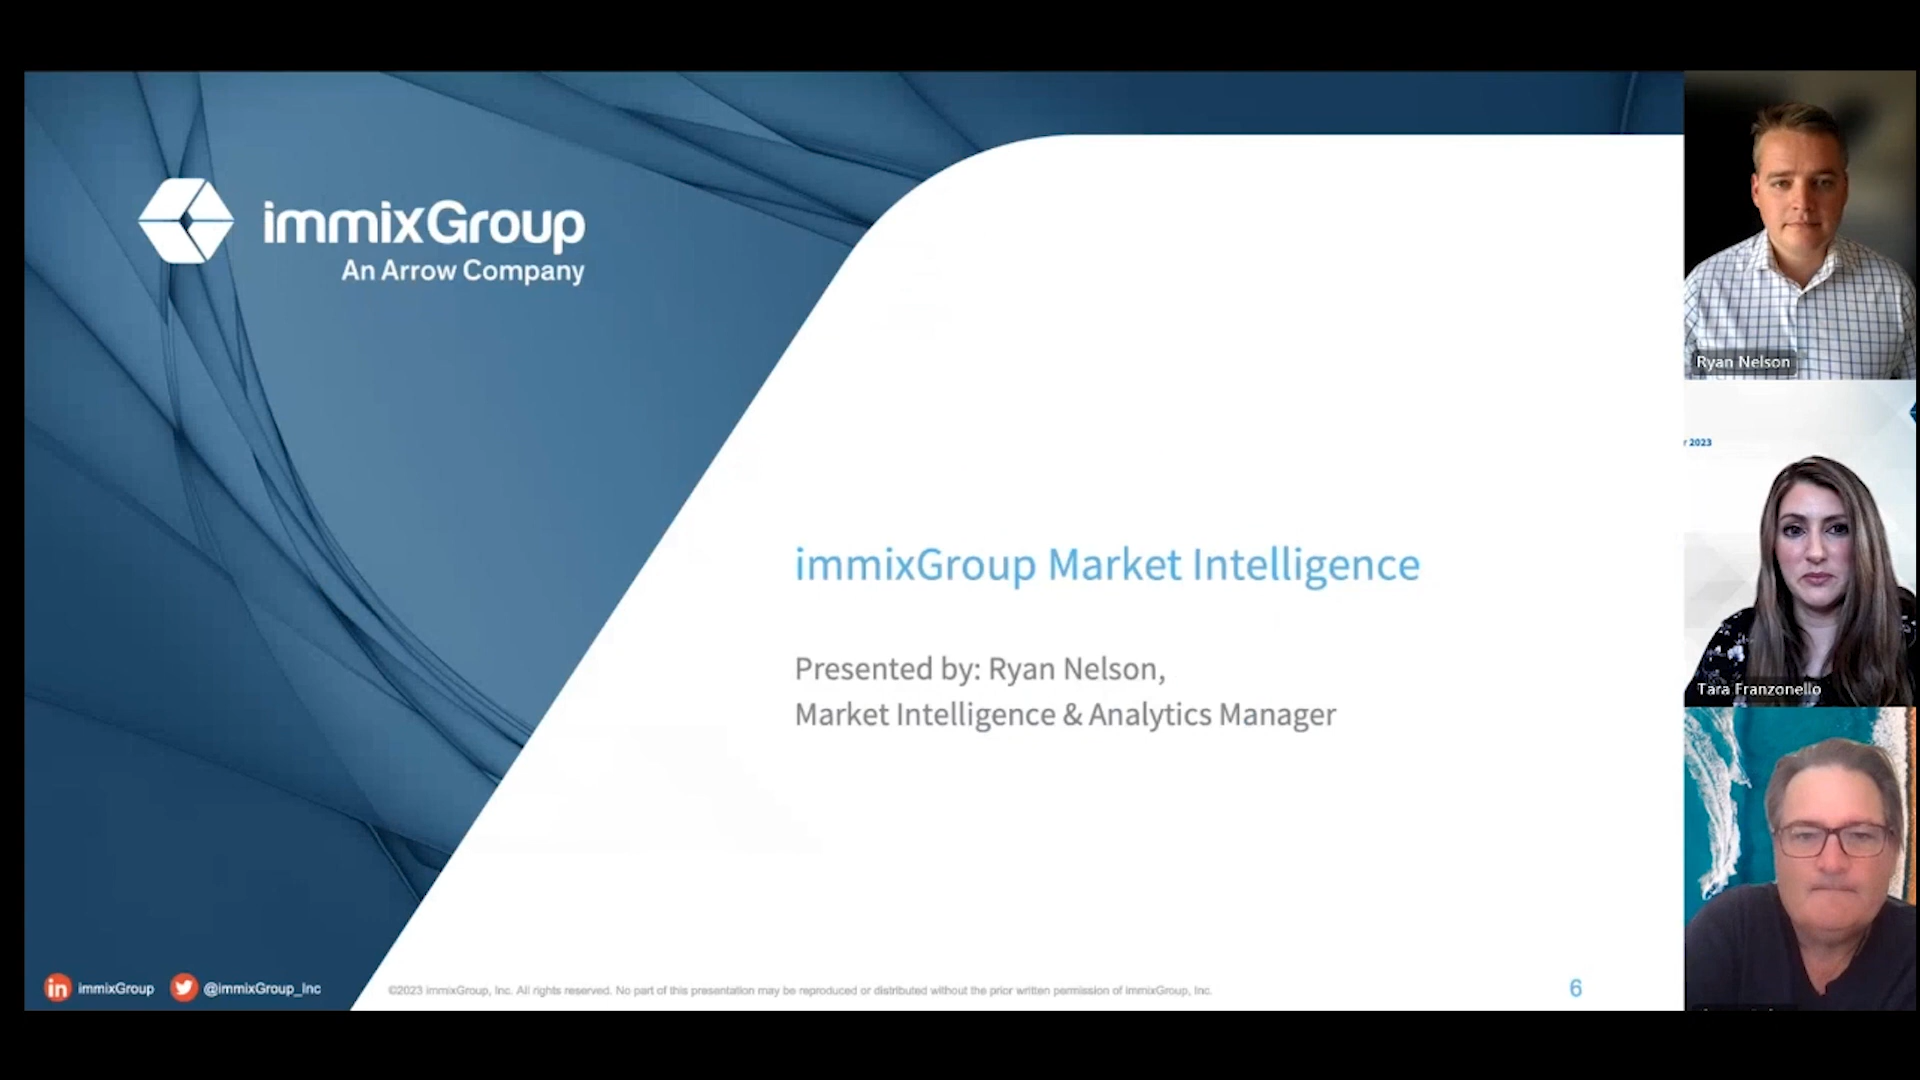 immixGroup
An Arrow Company
immixGroup Market Intelligence
Presented by: Ryan Nelson,
Market Intelligence & Analytics Manager
in immixGroup
@immixGroup_Inc
©2023 immixGroup, Inc. All rights reserved. No part of this presentation may be reproduced or distributed without the prior written permission of immixGroup, Inc.
6
Ryan Nelson
2023
Tara Franzonello